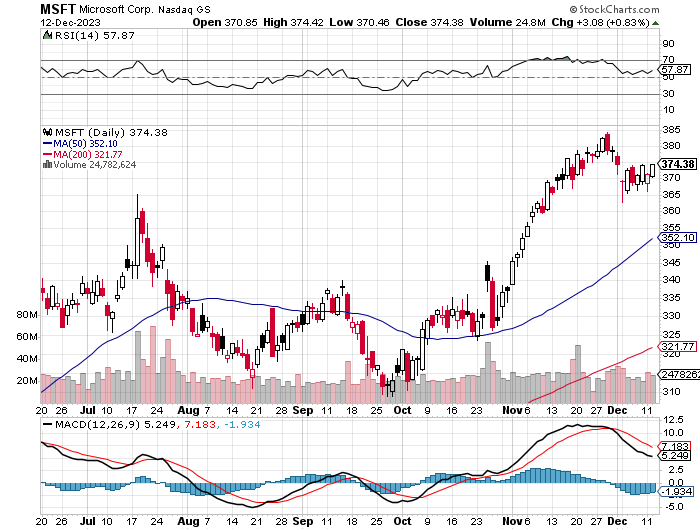 MSFT Microsoft Corp. Nasdaq GS © StockCharts.com
12-Dec-2023 Open 370.85 High 374.42 Low 370.46 Close 374.38 Volume 24.8M Chg +3.08 (+0.83%)
RSI(14) 57.87
90
70
57.87
50
30
10
MSFT (Daily) 374.38
MA(50) 352.10
MA(200) 321.77
Volume 24,782,624
385
380
374.38
370
365
360
352.10
350
345
340
335
330
325
321.77
320
315
2478262
310
80M
60M
40M
20M
20 26 Jul 10 17 24 Aug 7 14 21 28 Sep 11 18 25 Oct 9 16 23 Nov 6 13 20 27 Dec 11
MACD(12,26,9) 5.249, 7.183, -1.934
12.5
10.0
7.183
5.249
2.5
0.0
-1.934
-5.0
20 26 Jul 10 17 24 Aug 7 14 21 28 Sep 11 18 25 Oct 9 16 23 Nov 6 13 20 27 Dec 11